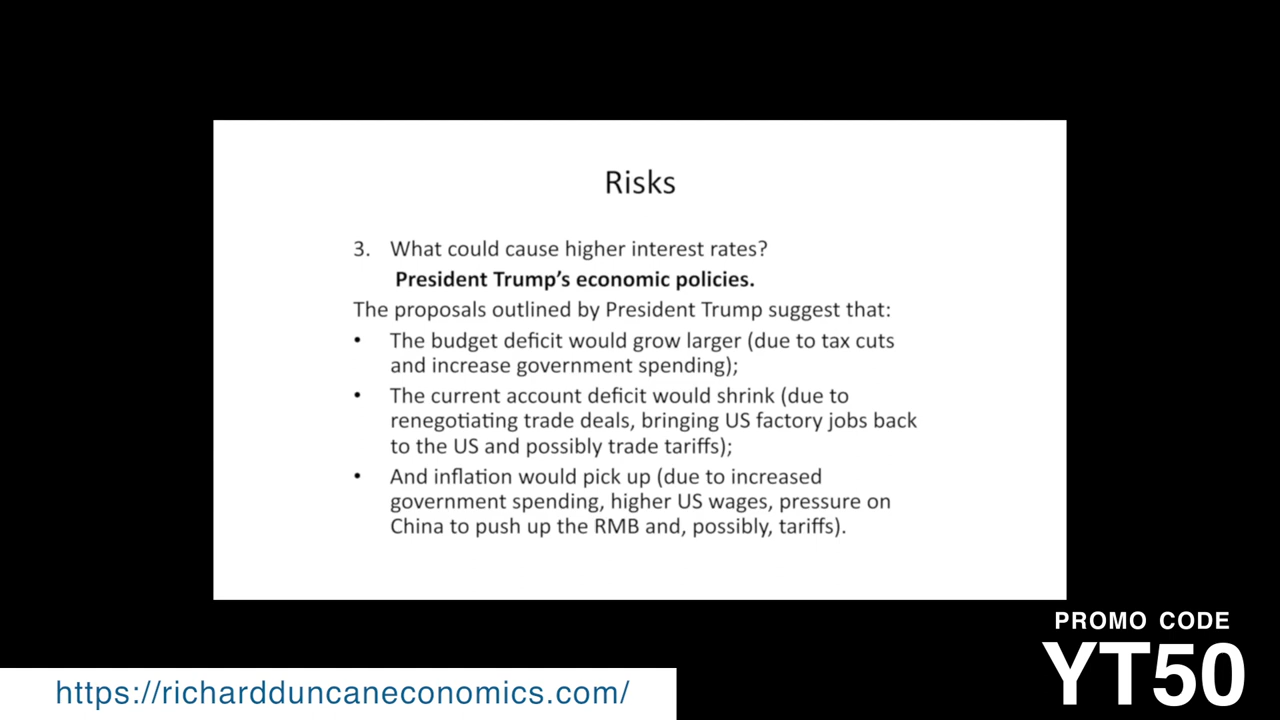 Risks
3. What could cause higher interest rates?
President Trump’s economic policies.
The proposals outlined by President Trump suggest that:
• The budget deficit would grow larger (due to tax cuts
and increase government spending);
• The current account deficit would shrink (due to
renegotiating trade deals, bringing US factory jobs back
to the US and possibly trade tariffs);
• And inflation would pick up (due to increased
government spending, higher US wages, pressure on
China to push up the RMB and, possibly, tariffs).
PROMO CODE
YT50
https://richardduncaneconomics.com/